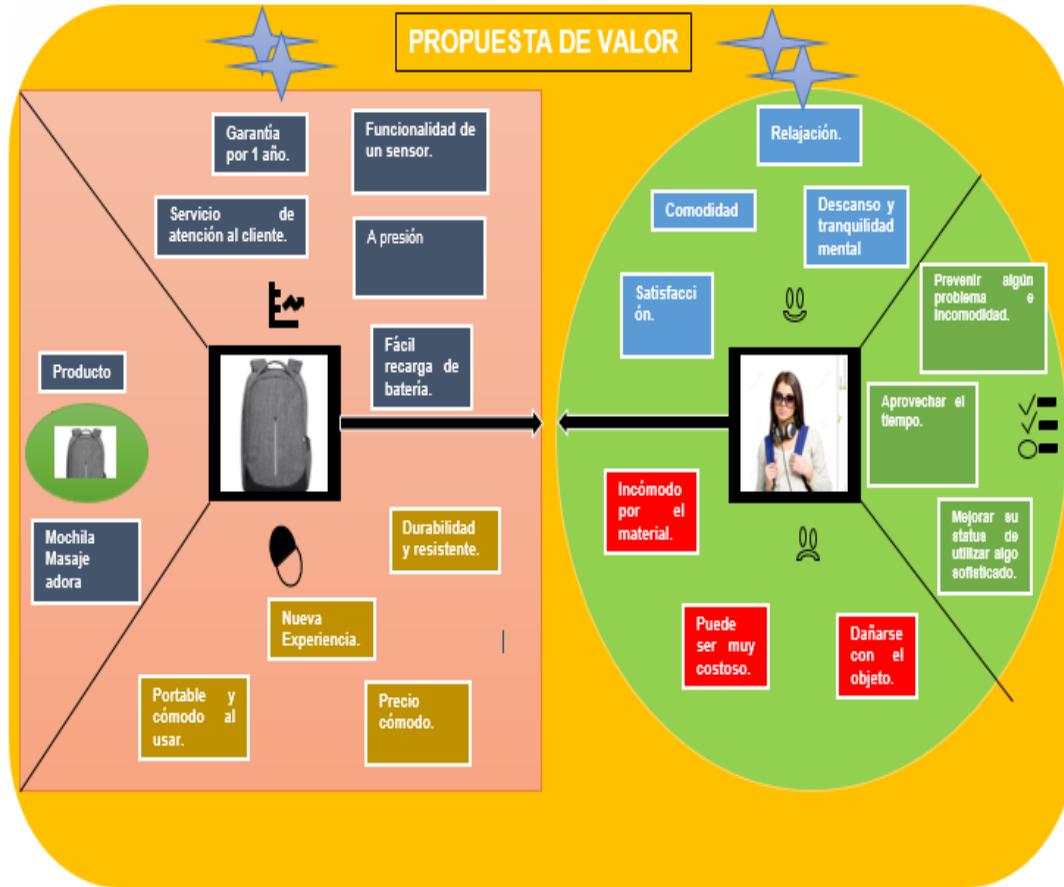 PROPUESTA DE VALOR
Garantía
por 1 año.
Funcionalidad de
un sensor.
Servicio de
atención al cliente.
A presión
Fácil
recarga de
batería.
Producto
Mochila
Masaje
adora
Durabilidad
y resistente.
Nueva
Experiencia.
Portable y
cómodo al
usar.
Precio
cómodo.
Relajación.
Comodidad
Descanso y
tranquilidad
mental
Satisfacci
ón.
Prevenir algún
problema e
incomodidad.
Aprovechar el
tiempo.
Mejorar su
status de
utilizar algo
sofisticado.
Incómodo
por el
material.
Puede
ser muy
costoso.
Dañarse
con el
objeto.